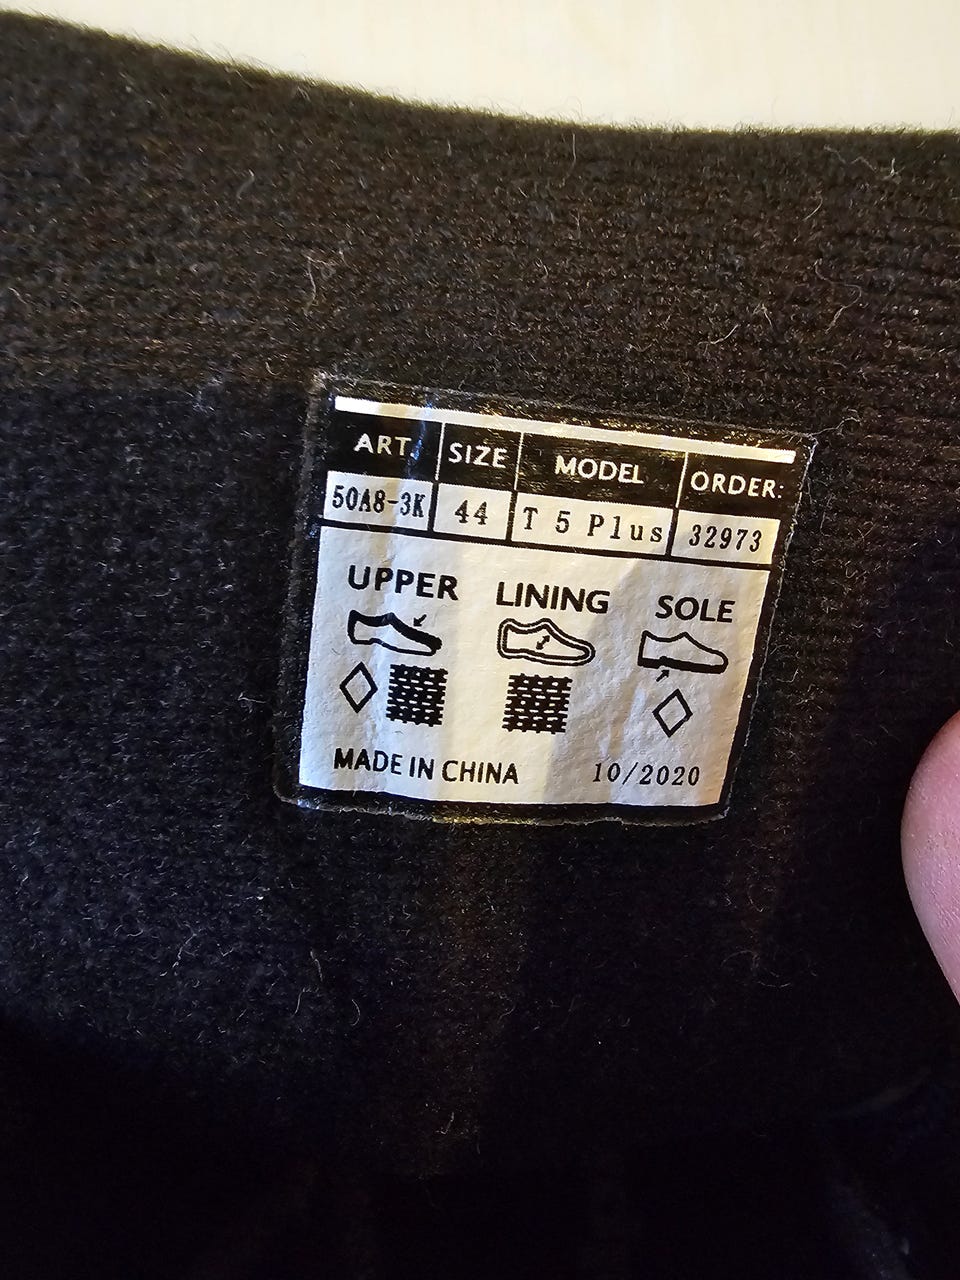 ART. SIZE MODEL ORDER:
50A8-3K 44 T 5 Plus 32973
UPPER LINING SOLE
MADE IN CHINA 10/2020